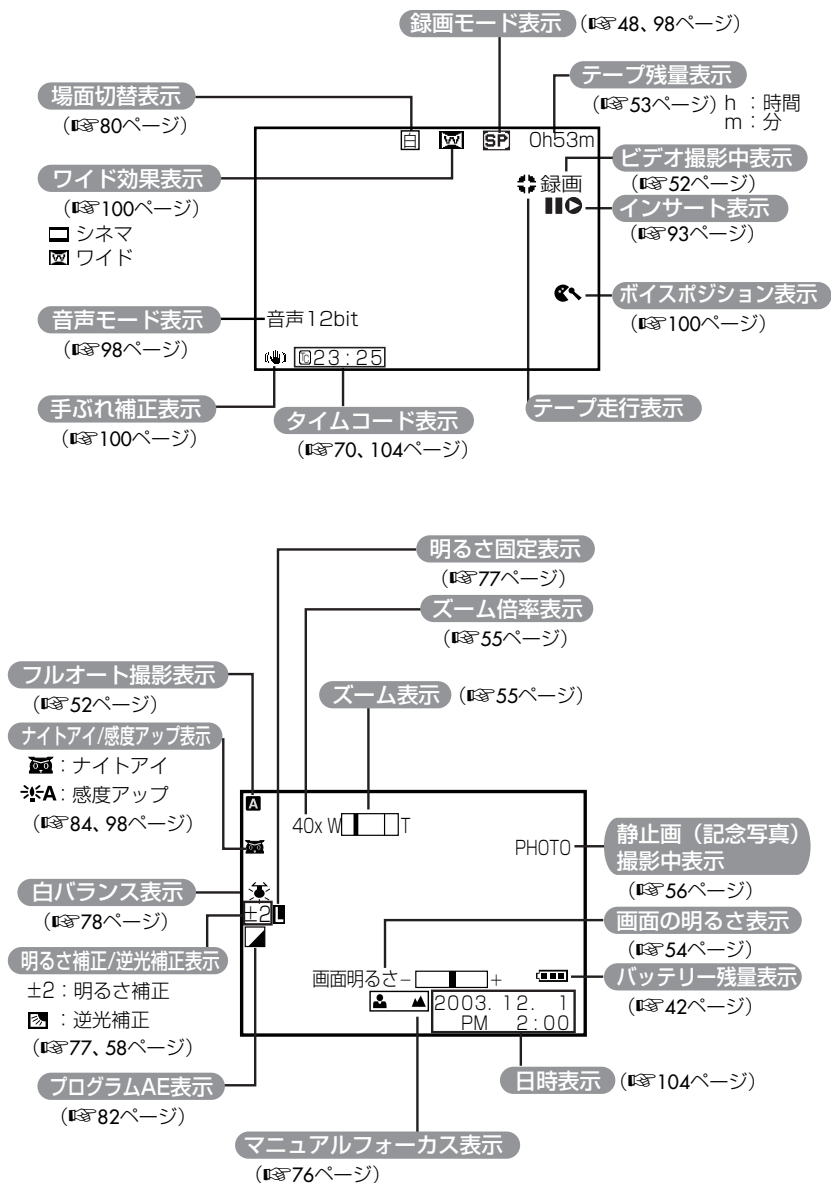 録画モード表示 (☞48、98ページ)
場面切替表示
(☞80ページ)
テープ残量表示
(☞53ページ) h：時間
m：分
白 W SP 0h53m
ワイド効果表示
(☞100ページ)
シネマ
W ワイド
ビデオ撮影中表示
(☞52ページ)
録画
インサート表示
(☞93ページ)
ボイスポジション表示
(☞100ページ)
音声モード表示
(☞98ページ)
音声12bit
TC 23:25
手ぶれ補正表示
(☞100ページ)
タイムコード表示
(☞70、104ページ)
テープ走行表示
明るさ固定表示
(☞77ページ)
ズーム倍率表示
(☞55ページ)
フルオート撮影表示
(☞52ページ)
ズーム表示 (☞55ページ)
ナイトアイ/感度アップ表示
：ナイトアイ
A：感度アップ
(☞84、98ページ)
A
40x W T
PHOTO
静止画（記念写真）
撮影中表示
(☞56ページ)
白バランス表示
(☞78ページ)
±2 L
画面の明るさ表示
(☞54ページ)
明るさ補正/逆光補正表示
±2：明るさ補正
：逆光補正
(☞77、58ページ)
画面明るさ− +
バッテリー残量表示
(☞42ページ)
2003. 12. 1
PM 2:00
プログラムAE表示
(☞82ページ)
日時表示 (☞104ページ)
マニュアルフォーカス表示
(☞76ページ)